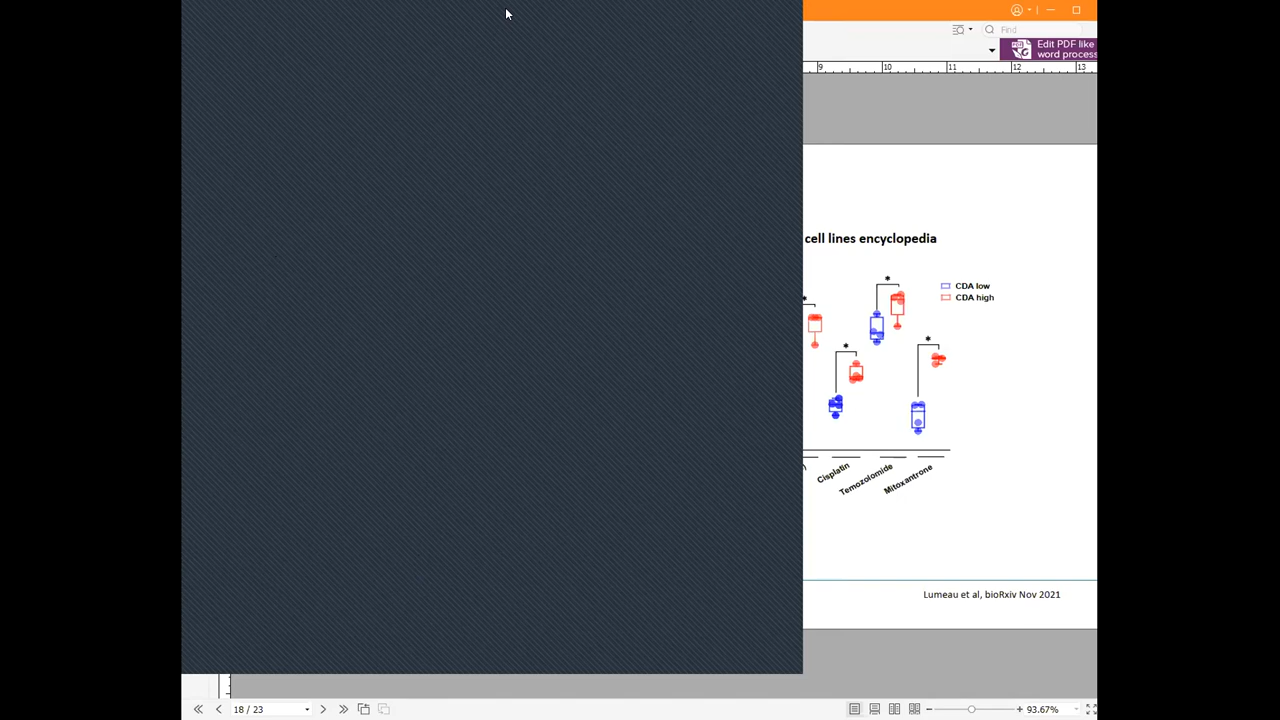 Find
Edit PDF like
word process
9 10 11 12 13
cell lines encyclopedia
* * * *
CDA low
CDA high
) Cisplatin Temozolomide Mitoxantrone
Lumeau et al, bioRxiv Nov 2021
18 / 23
93.67%